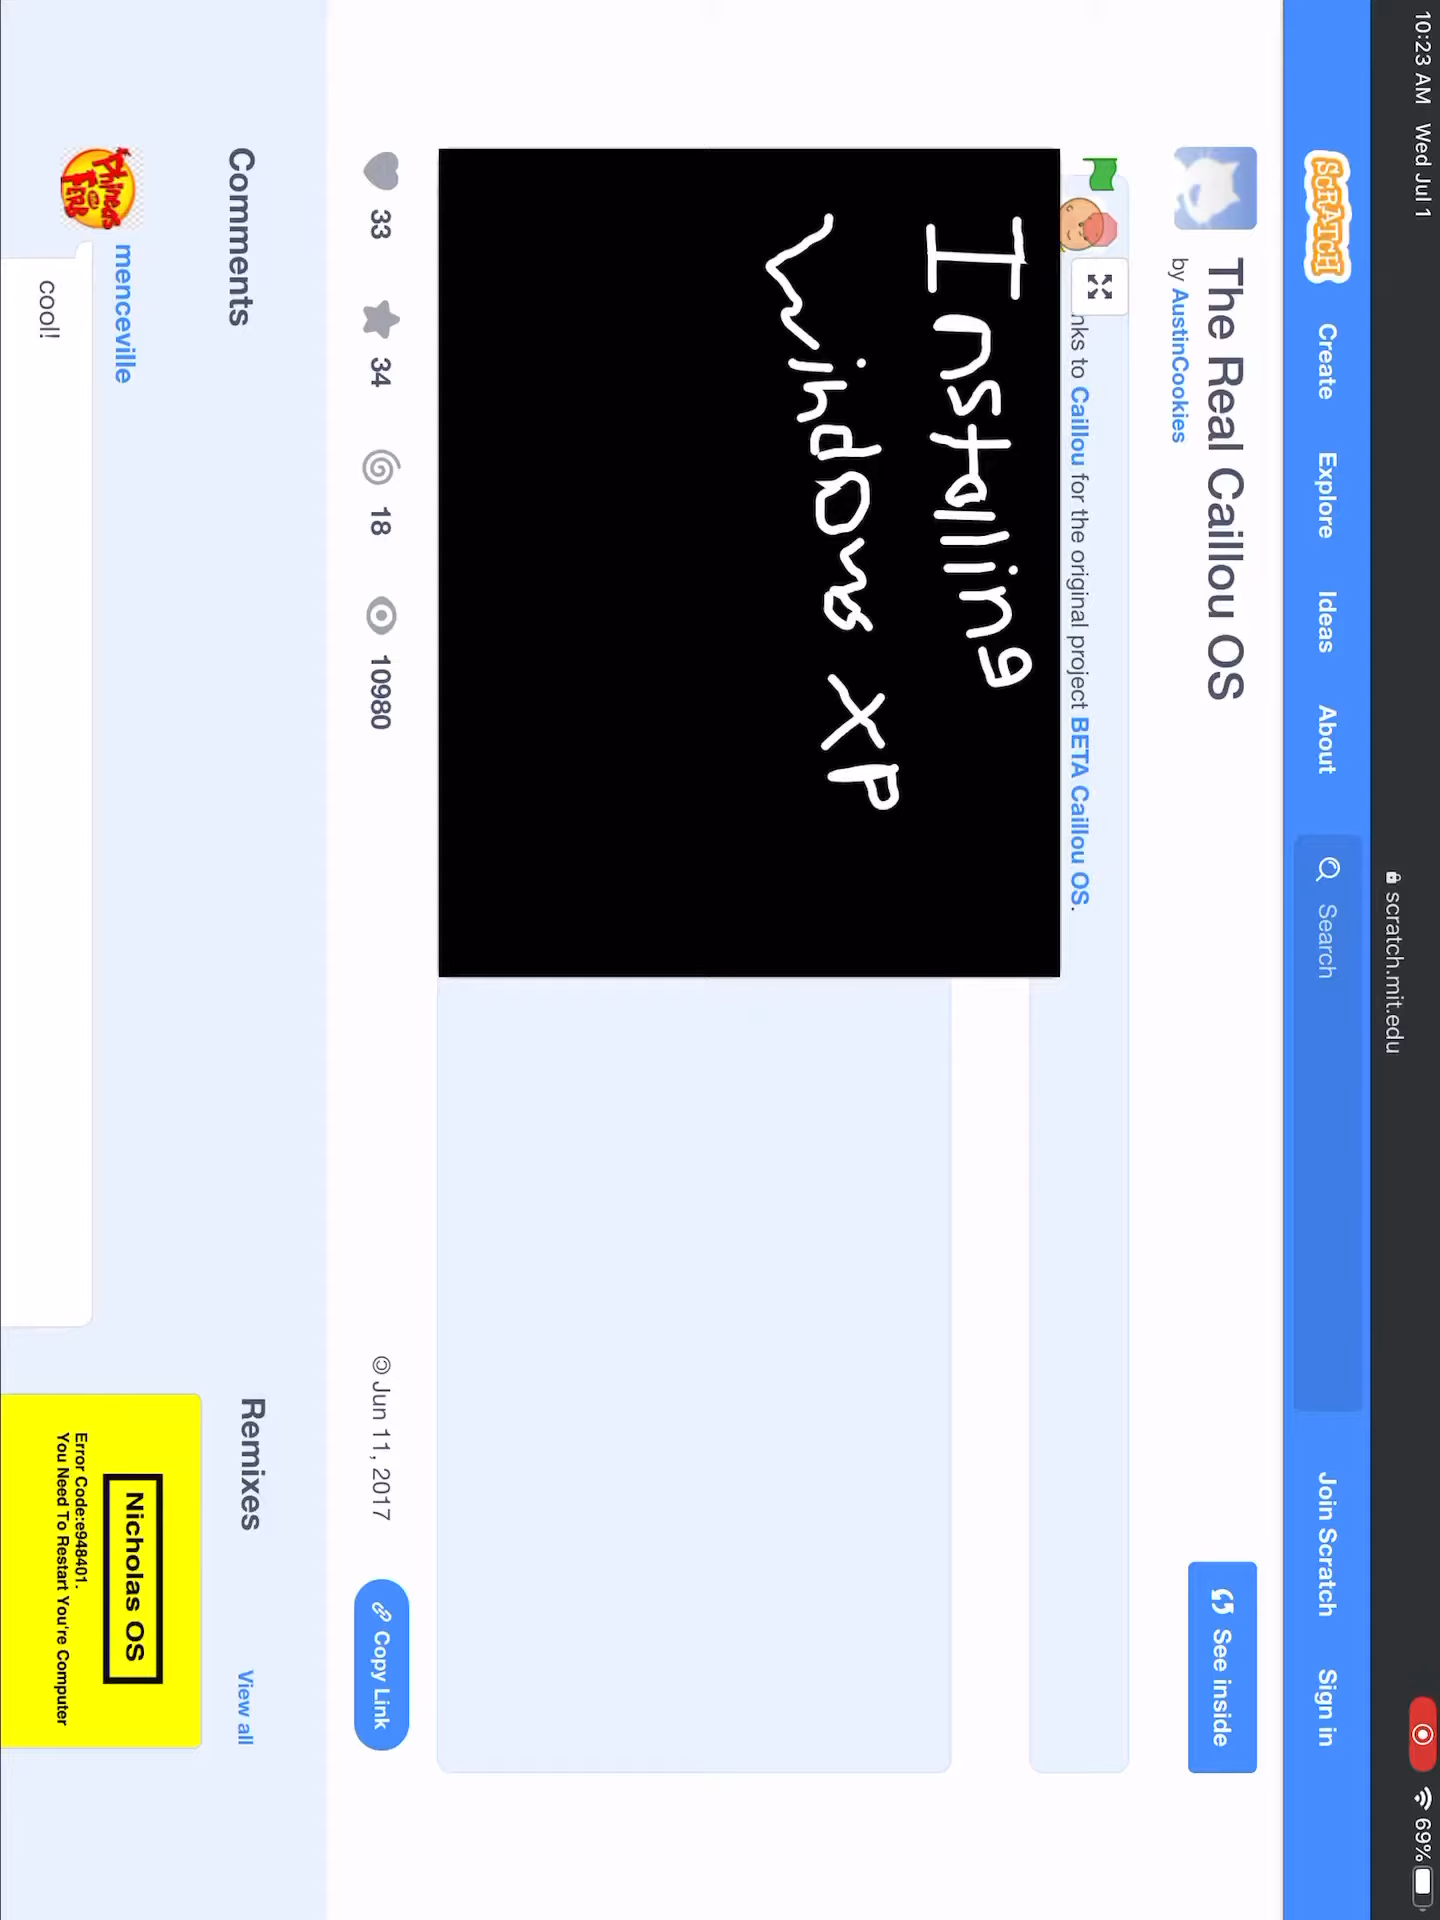 10:23 AM Wed Jul 1
scratch.mit.edu
69%
SCRATCH
Create
Explore
Ideas
About
Search
Join Scratch
Sign in
The Real Caillou OS
by AustinCookies
See inside
nks to Caillou for the original project BETA Caillou OS.
Installing
Windows XP
33
34
18
10980
© Jun 11, 2017
Copy Link
Comments
Remixes
View all
Phineas and Ferb
menceville
cool!
Nicholas OS
Error Code:e948401.
You Need To Restart You're Computer